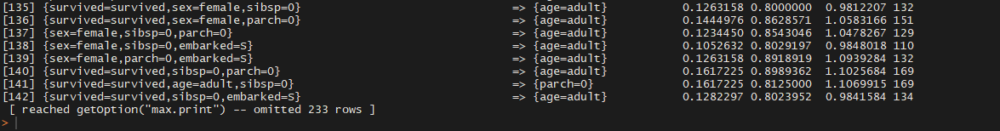 [135] {survived=survived,sex=female,sibsp=0} => {age=adult} 0.1263158 0.8000000 0.9812207 132
[136] {survived=survived,sex=female,parch=0} => {age=adult} 0.1444976 0.8628571 1.0583166 151
[137] {sex=female,sibsp=0,parch=0} => {age=adult} 0.1234450 0.8543046 1.0478267 129
[138] {sex=female,sibsp=0,embarked=S} => {age=adult} 0.1052632 0.8029197 0.9848018 110
[139] {sex=female,parch=0,embarked=S} => {age=adult} 0.1263158 0.8918919 1.0939284 132
[140] {survived=survived,sibsp=0,parch=0} => {age=adult} 0.1617225 0.8989362 1.1025684 169
[141] {survived=survived,age=adult,sibsp=0} => {parch=0} 0.1617225 0.8125000 1.1069915 169
[142] {survived=survived,sibsp=0,embarked=S} => {age=adult} 0.1282297 0.8023952 0.9841584 134
[ reached getOption("max.print") -- omitted 233 rows ]
>